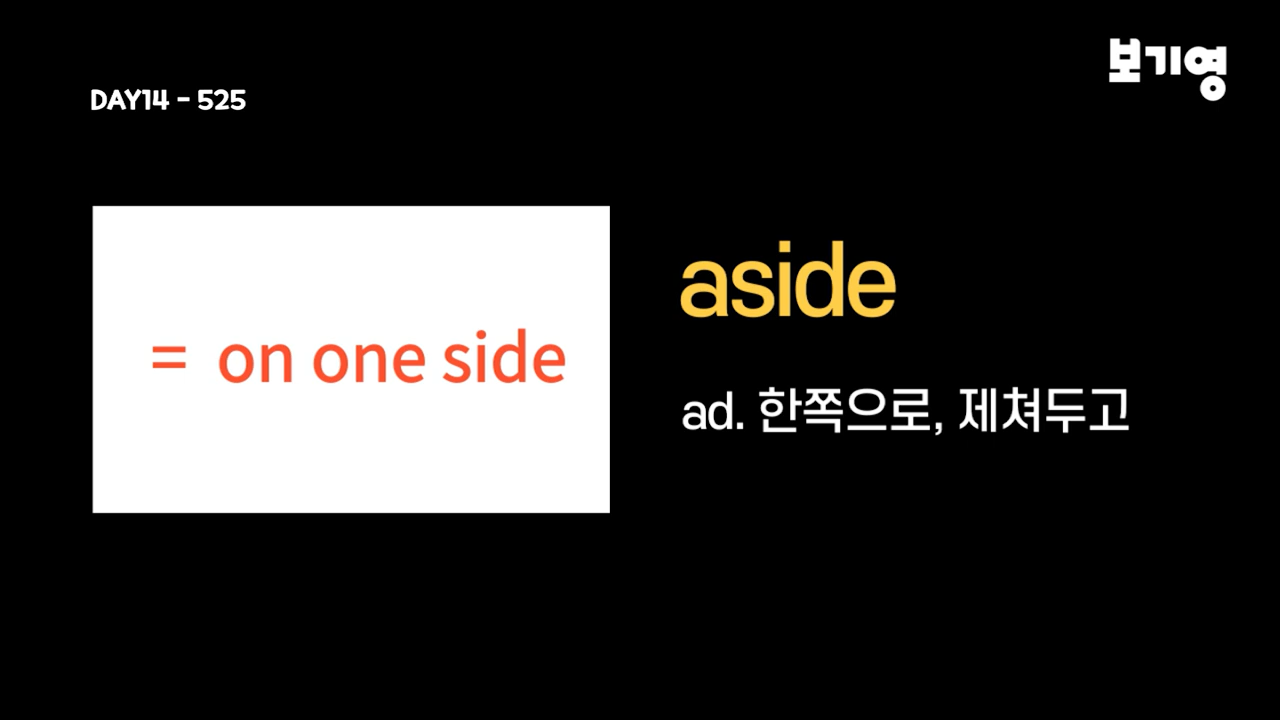 보기영
DAY14 - 525
= on one side
aside
ad. 한쪽으로, 제쳐두고